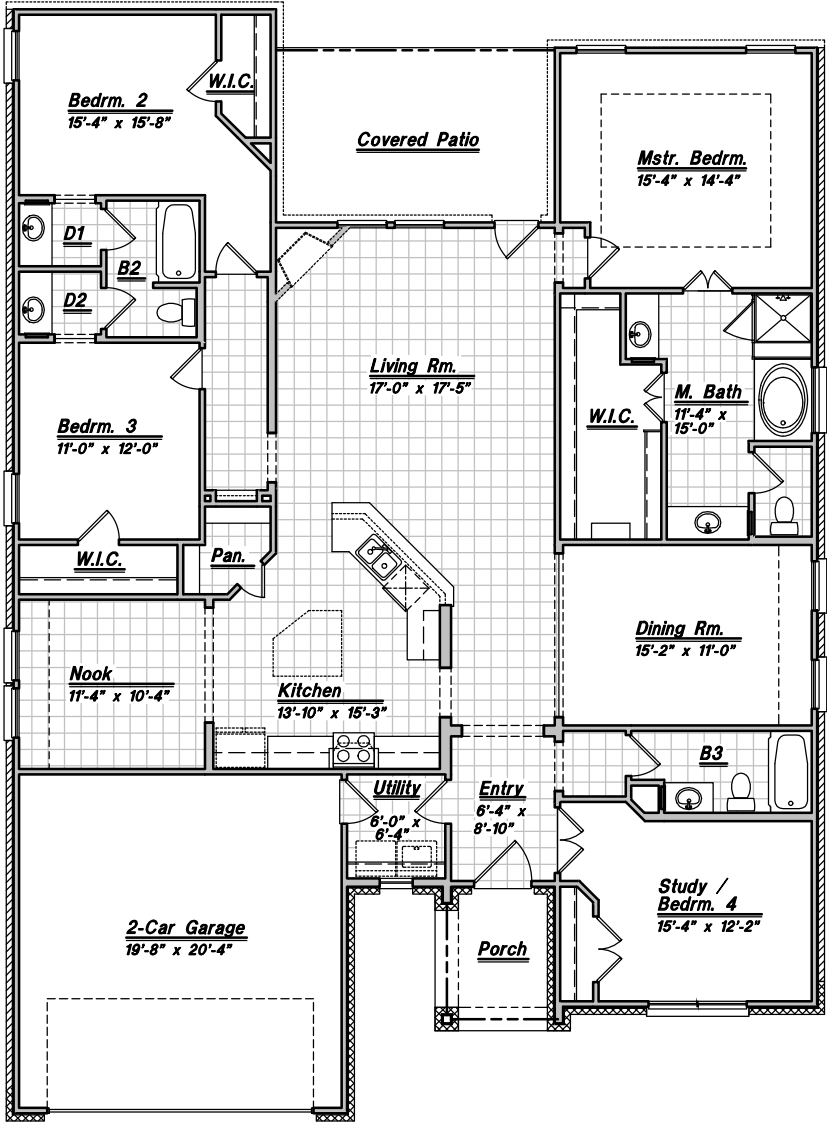 W.I.C.
Bedrm. 2
15'-4" x 15'-8"
Covered Patio
Mstr. Bedrm.
15'-4" x 14'-4"
D1
B2
D2
Living Rm.
17'-0" x 17'-5"
M. Bath
11'-4" x
15'-0"
W.I.C.
Bedrm. 3
11'-0" x 12'-0"
W.I.C.
Pan.
Dining Rm.
15'-2" x 11'-0"
Nook
11'-4" x 10'-4"
Kitchen
13'-10" x 15'-3"
B3
Utility
6'-0" x
6'-4"
Entry
6'-4" x
8'-10"
Study /
Bedrm. 4
15'-4" x 12'-2"
2-Car Garage
19'-8" x 20'-4"
Porch